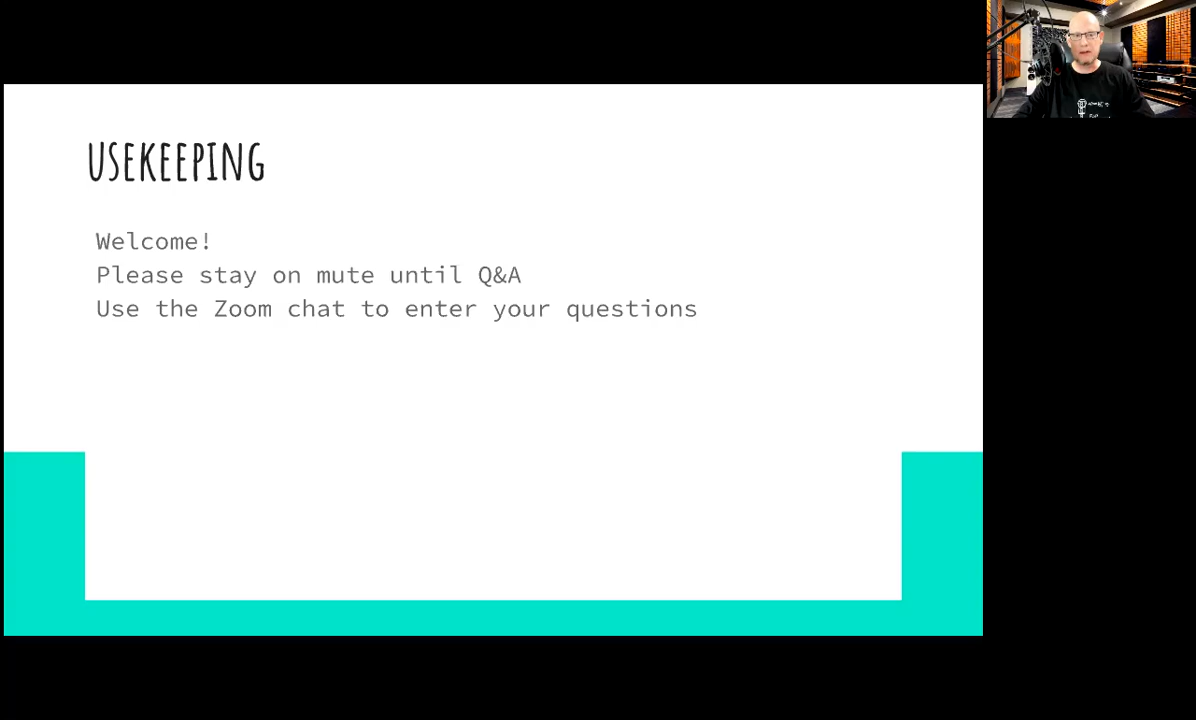 USEKEEPING
Welcome!
Please stay on mute until Q&A
Use the Zoom chat to enter your questions